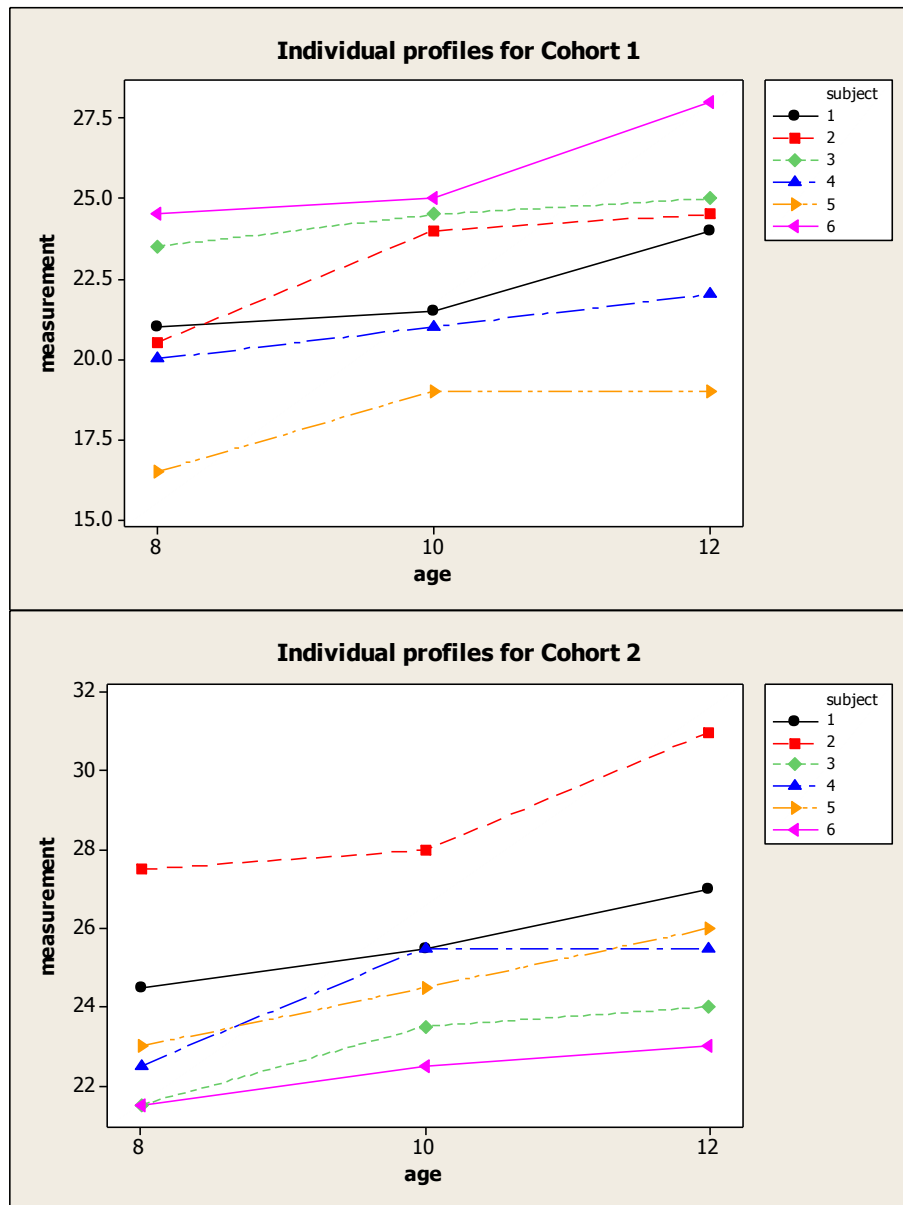 Individual profiles for Cohort 1
27.5
25.0
22.5
20.0
17.5
15.0
measurement
8 10 12
age
subject
1
2
3
4
5
6
Individual profiles for Cohort 2
32
30
28
26
24
22
measurement
8 10 12
age
subject
1
2
3
4
5
6